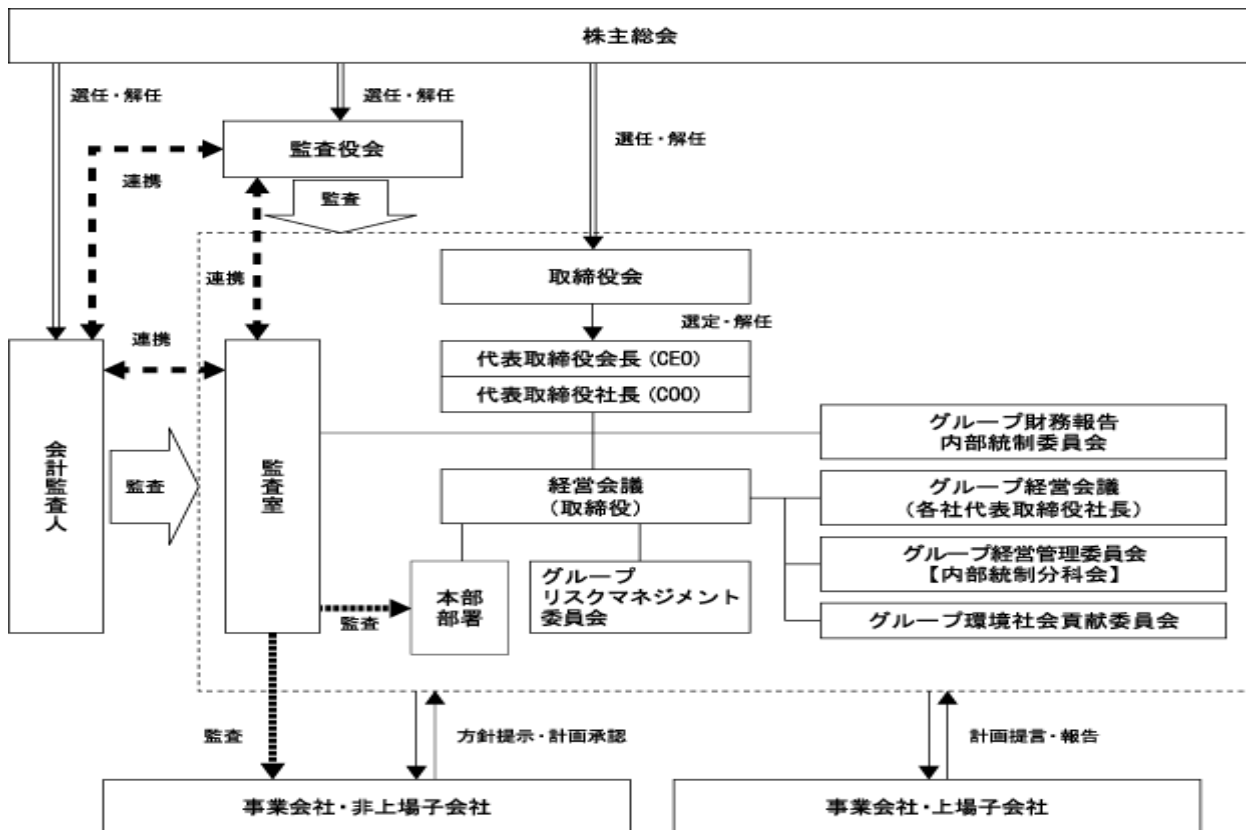 株主総会
選任・解任
選任・解任
選任・解任
監査役会
連携
監査
連携
取締役会
選定・解任
連携
代表取締役会長(CEO)
代表取締役社長(COO)
グループ財務報告
内部統制委員会
会計監査人
監査
監査室
経営会議
(取締役)
グループ経営会議
(各社代表取締役社長)
グループ経営管理委員会
【内部統制分科会】
本部
部署
グループ
リスクマネジメント
委員会
監査
グループ環境社会貢献委員会
監査
方針提示・計画承認
計画提言・報告
事業会社・非上場子会社
事業会社・上場子会社